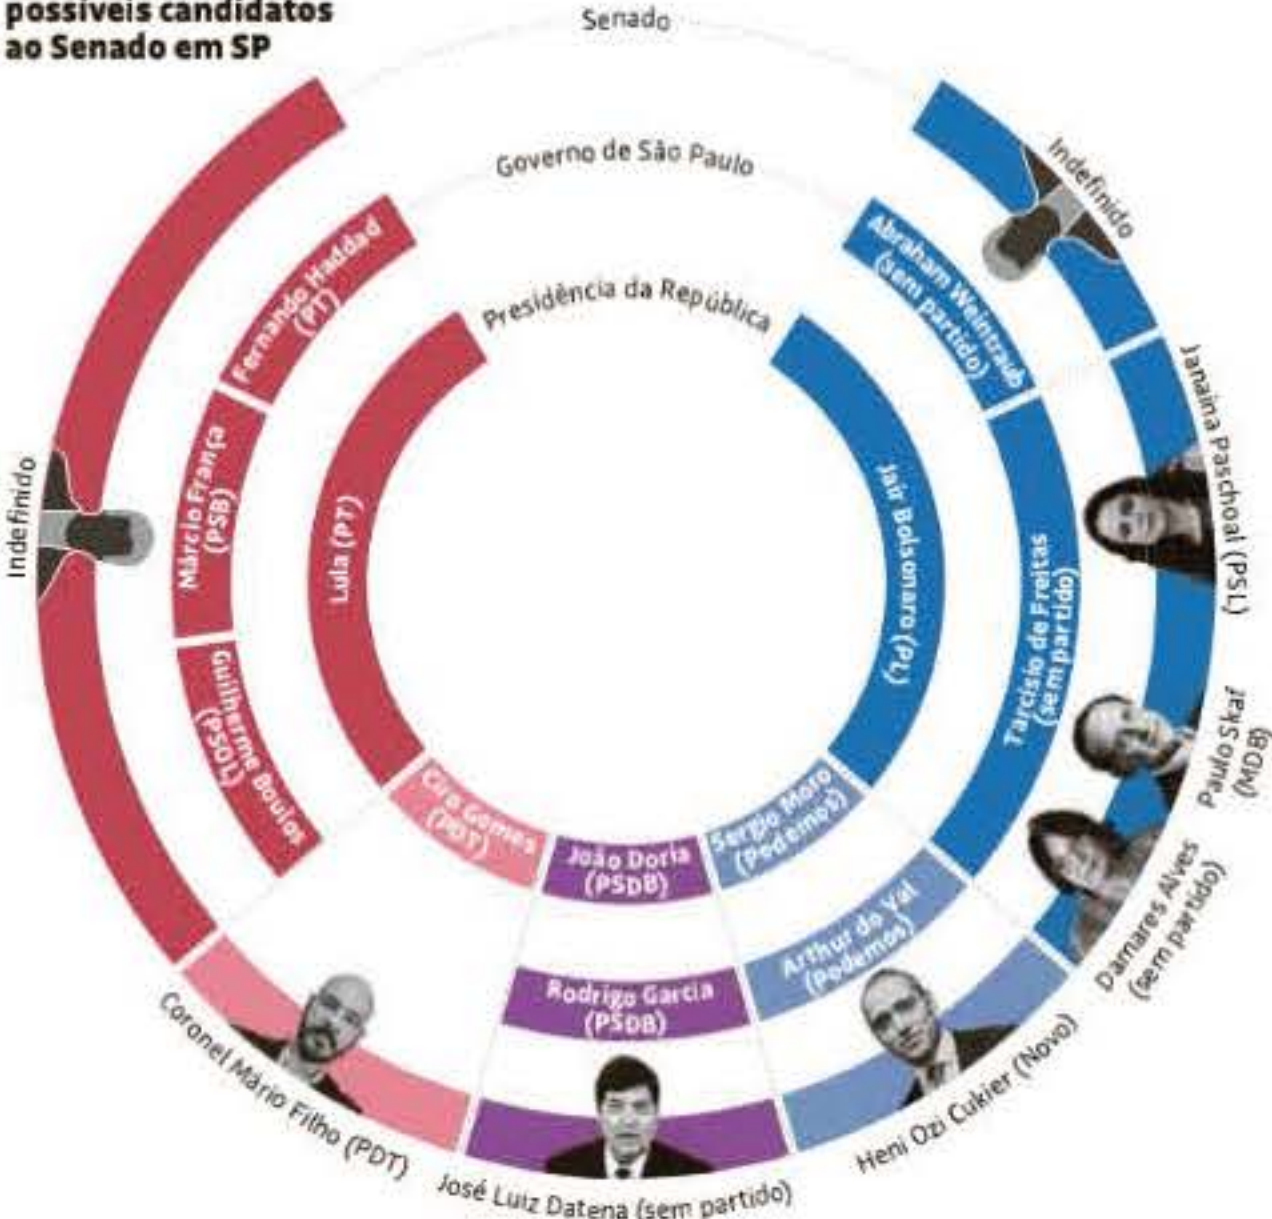 possíveis candidatos
ao Senado em SP
Senado
Governo de São Paulo
Presidência da República
Indefinido
Fernando Haddad
(PT)
Márcio França
(PSB)
Guilherme Boulos
(PSOL)
Lula (PT)
Ciro Gomes
(PDT)
João Doria
(PSDB)
Sergio Moro
(Podemos)
Jair Bolsonaro (PL)
Abraham Weintraub
(sem partido)
Tarcísio de Freitas
(sem partido)
Arthur do Val
(Podemos)
Rodrigo Garcia
(PSDB)
Indefinido
Janaina Paschoal (PSL)
Paulo Skaf
(MDB)
Damares Alves
(sem partido)
Heni Ozi Cukier (Novo)
José Luiz Datena (sem partido)
Coronel Mário Filho (PDT)